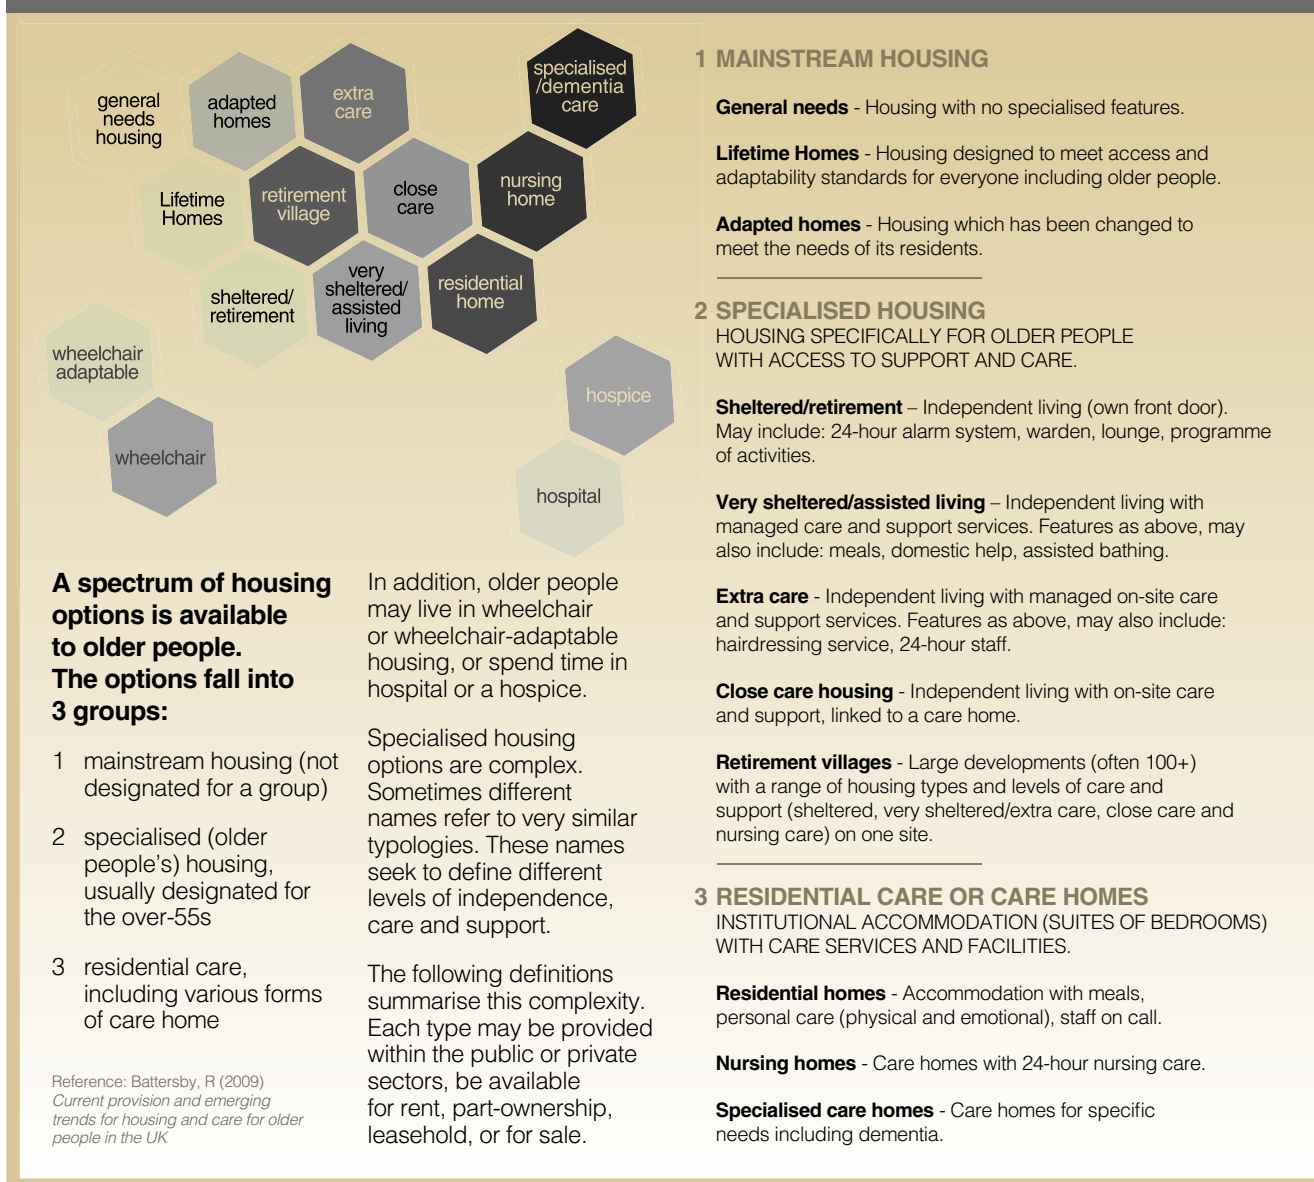 general
needs
housing
adapted
homes
extra
care
specialised
/dementia
care
Lifetime
Homes
retirement
village
close
care
nursing
home
sheltered/
retirement
very
sheltered/
assisted
living
residential
home
wheelchair
adaptable
wheelchair
hospice
hospital
A spectrum of housing
options is available
to older people.
The options fall into
3 groups:
1 mainstream housing (not
designated for a group)
2 specialised (older
people's) housing,
usually designated for
the over-55s
3 residential care,
including various forms
of care home
Reference: Battersby, R (2009)
Current provision and emerging
trends for housing and care for older
people in the UK
In addition, older people
may live in wheelchair
or wheelchair-adaptable
housing, or spend time in
hospital or a hospice.
Specialised housing
options are complex.
Sometimes different
names refer to very similar
typologies. These names
seek to define different
levels of independence,
care and support.
The following definitions
summarise this complexity.
Each type may be provided
within the public or private
sectors, be available
for rent, part-ownership,
leasehold, or for sale.
1 MAINSTREAM HOUSING
General needs - Housing with no specialised features.
Lifetime Homes - Housing designed to meet access and
adaptability standards for everyone including older people.
Adapted homes - Housing which has been changed to
meet the needs of its residents.
2 SPECIALISED HOUSING
HOUSING SPECIFICALLY FOR OLDER PEOPLE
WITH ACCESS TO SUPPORT AND CARE.
Sheltered/retirement – Independent living (own front door).
May include: 24-hour alarm system, warden, lounge, programme
of activities.
Very sheltered/assisted living – Independent living with
managed care and support services. Features as above, may
also include: meals, domestic help, assisted bathing.
Extra care - Independent living with managed on-site care
and support services. Features as above, may also include:
hairdressing service, 24-hour staff.
Close care housing - Independent living with on-site care
and support, linked to a care home.
Retirement villages - Large developments (often 100+)
with a range of housing types and levels of care and
support (sheltered, very sheltered/extra care, close care and
nursing care) on one site.
3 RESIDENTIAL CARE OR CARE HOMES
INSTITUTIONAL ACCOMMODATION (SUITES OF BEDROOMS)
WITH CARE SERVICES AND FACILITIES.
Residential homes - Accommodation with meals,
personal care (physical and emotional), staff on call.
Nursing homes - Care homes with 24-hour nursing care.
Specialised care homes - Care homes for specific
needs including dementia.